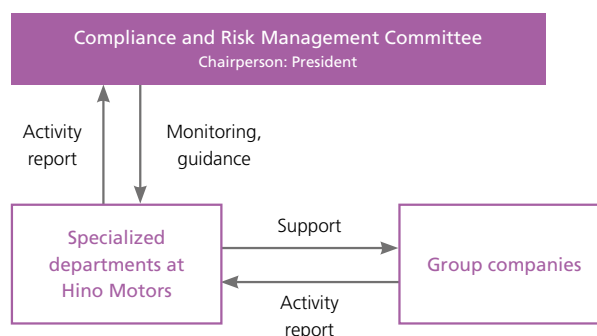 Compliance and Risk Management Committee
Chairperson: President
Activity
report
Monitoring,
guidance
Specialized
departments at
Hino Motors
Support
Group companies
Activity
report